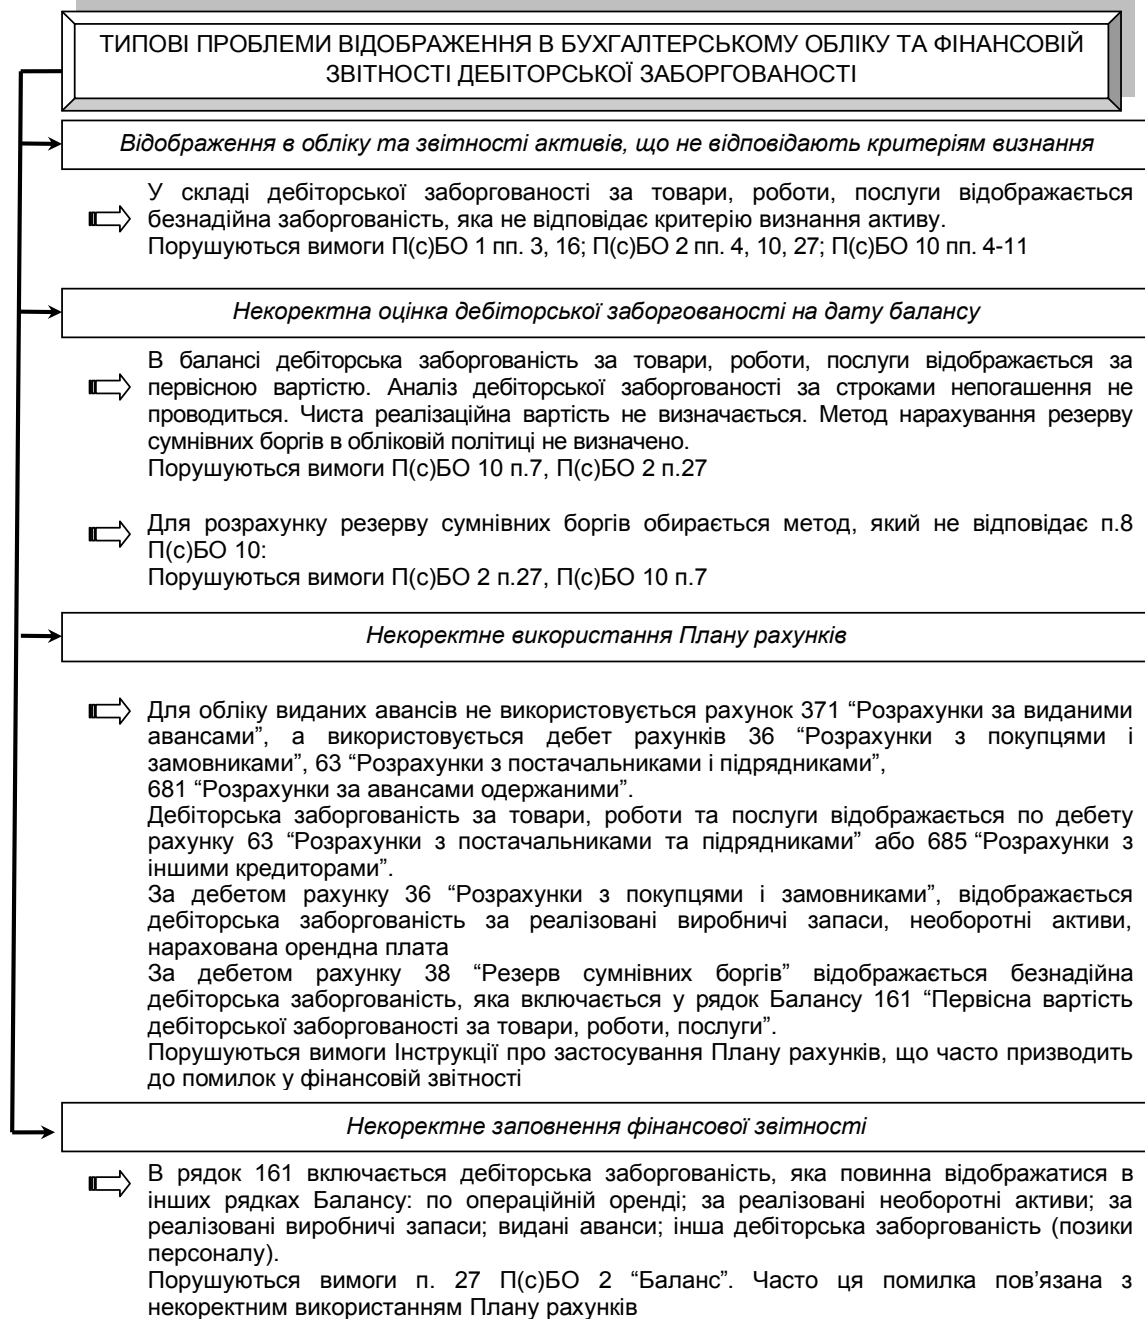 ТИПОВІ ПРОБЛЕМИ ВІДОБРАЖЕННЯ В БУХГАЛТЕРСЬКОМУ ОБЛІКУ ТА ФІНАНСОВІЙ
ЗВІТНОСТІ ДЕБІТОРСЬКОЇ ЗАБОРГОВАНОСТІ
Відображення в обліку та звітності активів, що не відповідають критеріям визнання
У складі дебіторської заборгованості за товари, роботи, послуги відображається
безнадійна заборгованість, яка не відповідає критерію визнання активу.
Порушуються вимоги П(с)БО 1 пп. 3, 16; П(с)БО 2 пп. 4, 10, 27; П(с)БО 10 пп. 4-11
Некоректна оцінка дебіторської заборгованості на дату балансу
В балансі дебіторська заборгованість за товари, роботи, послуги відображається за
первісною вартістю. Аналіз дебіторської заборгованості за строками непогашення не
проводиться. Чиста реалізаційна вартість не визначається. Метод нарахування резерву
сумнівних боргів в обліковій політиці не визначено.
Порушуються вимоги П(с)БО 10 п.7, П(с)БО 2 п.27
Для розрахунку резерву сумнівних боргів обирається метод, який не відповідає п.8
П(с)БО 10:
Порушуються вимоги П(с)БО 2 п.27, П(с)БО 10 п.7
Некоректне використання Плану рахунків
Для обліку виданих авансів не використовується рахунок 371 “Розрахунки за виданими
авансами”, а використовується дебет рахунків 36 “Розрахунки з покупцями і
замовниками”, 63 “Розрахунки з постачальниками і підрядниками”,
681 “Розрахунки за авансами одержаними”.
Дебіторська заборгованість за товари, роботи та послуги відображається по дебету
рахунку 63 “Розрахунки з постачальниками та підрядниками” або 685 “Розрахунки з
іншими кредиторами”.
За дебетом рахунку 36 “Розрахунки з покупцями і замовниками”, відображається
дебіторська заборгованість за реалізовані виробничі запаси, необоротні активи,
нарахована орендна плата
За дебетом рахунку 38 “Резерв сумнівних боргів” відображається безнадійна
дебіторська заборгованість, яка включається у рядок Балансу 161 “Первісна вартість
дебіторської заборгованості за товари, роботи, послуги”.
Порушуються вимоги Інструкції про застосування Плану рахунків, що часто призводить
до помилок у фінансовій звітності
Некоректне заповнення фінансової звітності
В рядок 161 включається дебіторська заборгованість, яка повинна відображатися в
інших рядках Балансу: по операційній оренді; за реалізовані необоротні активи; за
реалізовані виробничі запаси; видані аванси; інша дебіторська заборгованість (позики
персоналу).
Порушуються вимоги п. 27 П(с)БО 2 “Баланс”. Часто ця помилка пов’язана з
некоректним використанням Плану рахунків